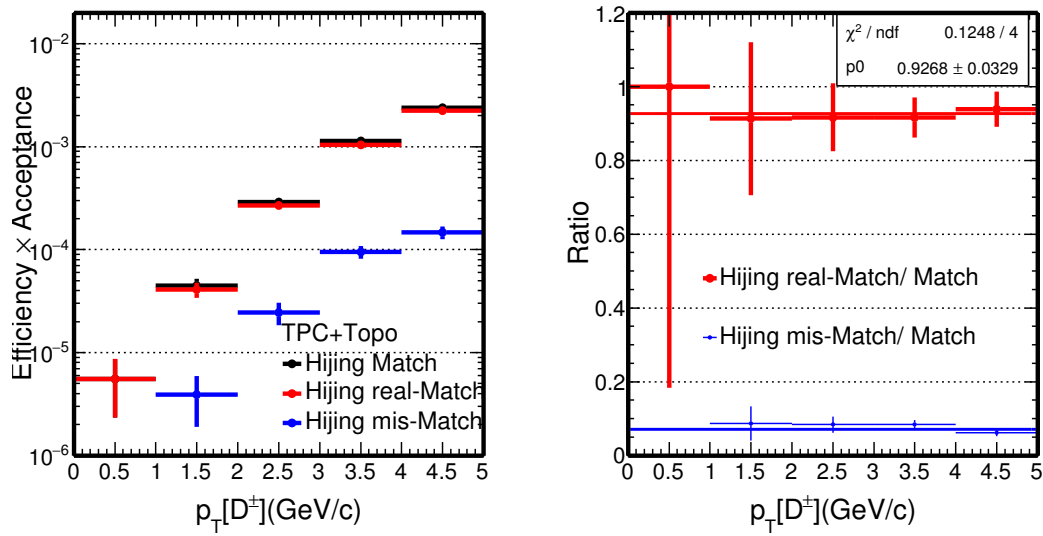 Efficiency × Acceptance
10⁻²
10⁻³
10⁻⁴
10⁻⁵
10⁻⁶
TPC+Topo
Hijing Match
Hijing real-Match
Hijing mis-Match
0 0.5 1 1.5 2 2.5 3 3.5 4 4.5 5
p_T[D^±](GeV/c)
Ratio
1.2
1
0.8
0.6
0.4
0.2
0
χ² / ndf 0.1248 / 4
p0 0.9268 ± 0.0329
Hijing real-Match/ Match
Hijing mis-Match/ Match
0 0.5 1 1.5 2 2.5 3 3.5 4 4.5 5
p_T[D^±](GeV/c)